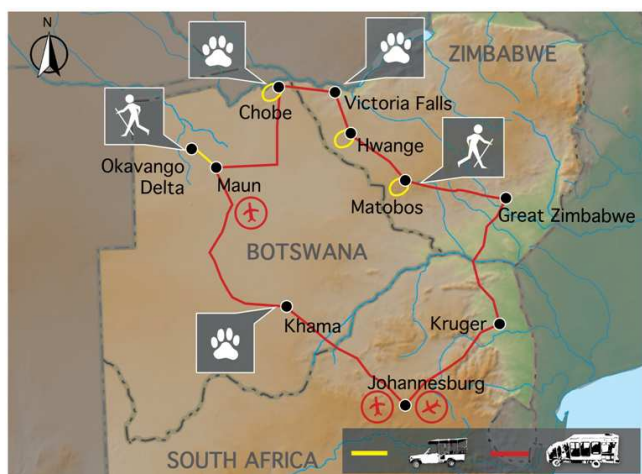 N
ZIMBABWE
Chobe
Victoria Falls
Hwange
Okavango
Delta
Maun
Matobos
Great Zimbabwe
BOTSWANA
Khama
Kruger
Johannesburg
SOUTH AFRICA